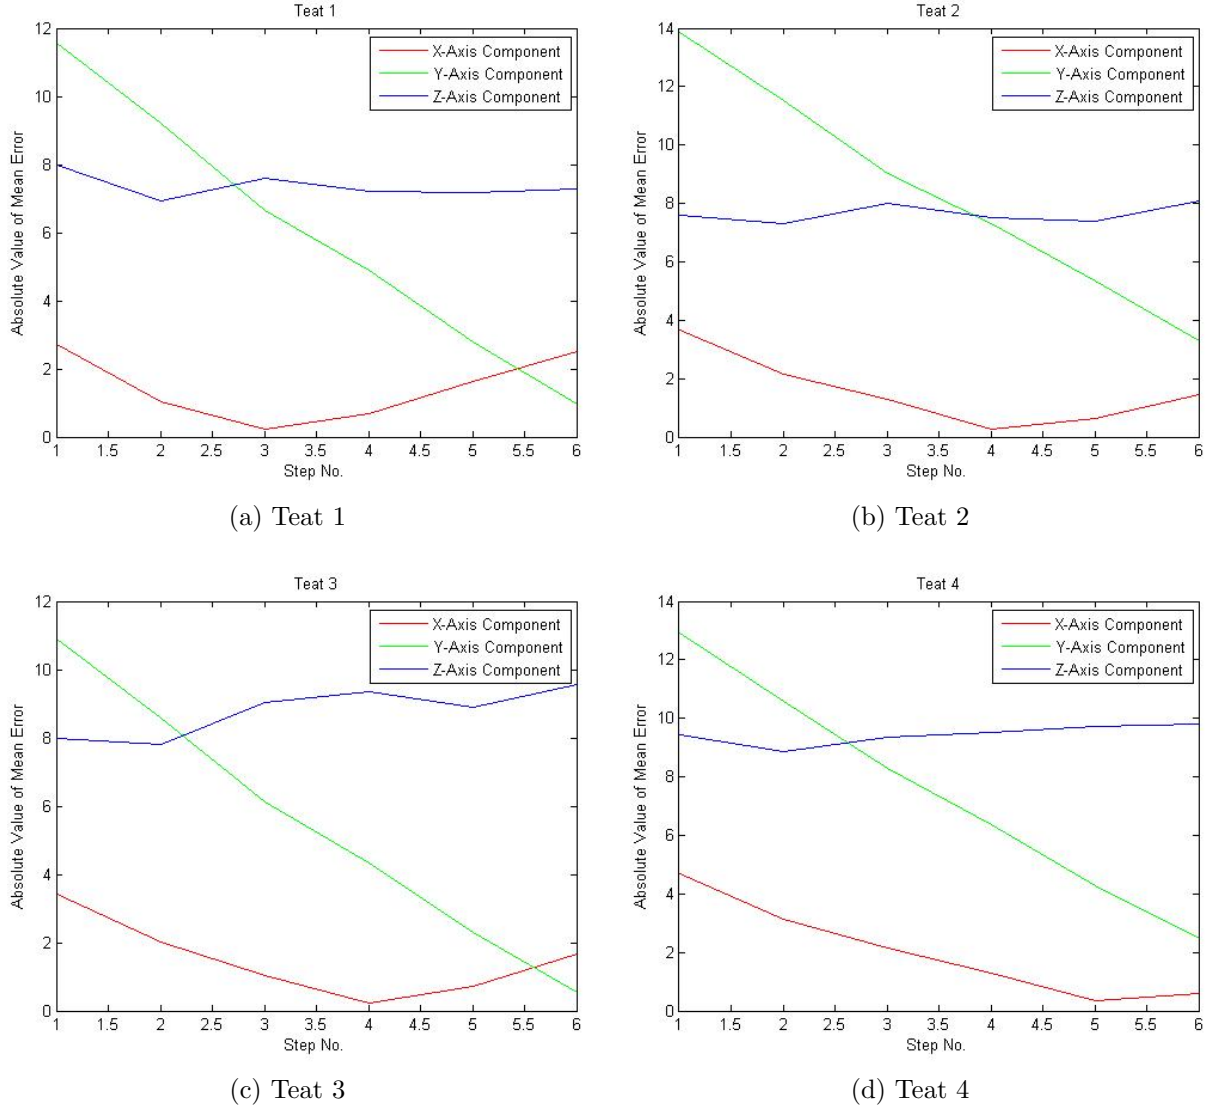 Teat 1
12
10
8
6
4
2
0
Absolute Value of Mean Error
X-Axis Component
Y-Axis Component
Z-Axis Component
1 1.5 2 2.5 3 3.5 4 4.5 5 5.5 6
Step No.
(a) Teat 1
Teat 2
14
12
10
8
6
4
2
0
Absolute Value of Mean Error
X-Axis Component
Y-Axis Component
Z-Axis Component
1 1.5 2 2.5 3 3.5 4 4.5 5 5.5 6
Step No.
(b) Teat 2
Teat 3
12
10
8
6
4
2
0
Absolute Value of Mean Error
X-Axis Component
Y-Axis Component
Z-Axis Component
1 1.5 2 2.5 3 3.5 4 4.5 5 5.5 6
Step No.
(c) Teat 3
Teat 4
14
12
10
8
6
4
2
0
Absolute Value of Mean Error
X-Axis Component
Y-Axis Component
Z-Axis Component
1 1.5 2 2.5 3 3.5 4 4.5 5 5.5 6
Step No.
(d) Teat 4